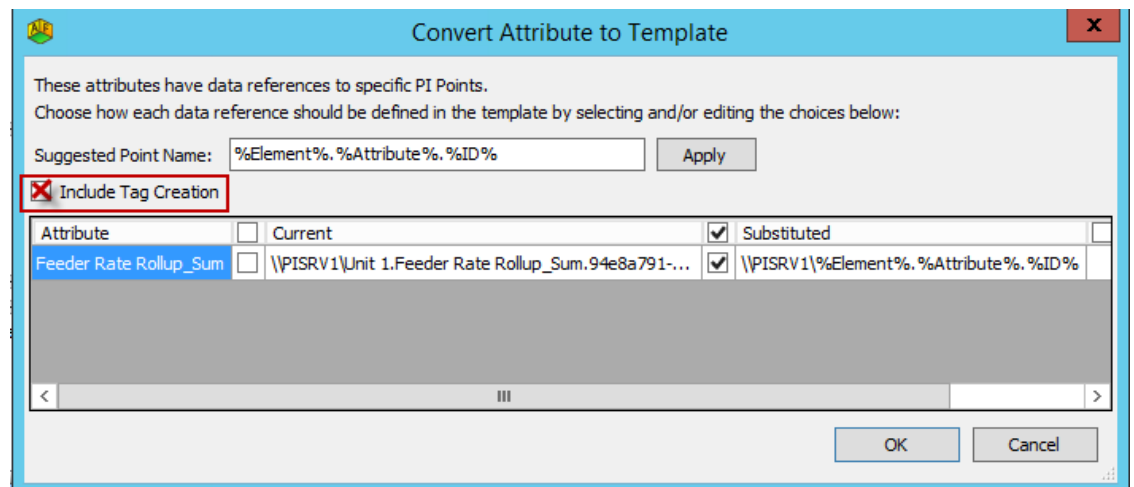 Convert Attribute to Template
x
These attributes have data references to specific PI Points.
Choose how each data reference should be defined in the template by selecting and/or editing the choices below:
Suggested Point Name: %Element%.%Attribute%.%ID% Apply
Include Tag Creation
Attribute Current Substituted
Feeder Rate Rollup_Sum \\PISRV1\Unit 1.Feeder Rate Rollup_Sum.94e8a791-... \\PISRV1\%Element%.%Attribute%.%ID%
OK Cancel